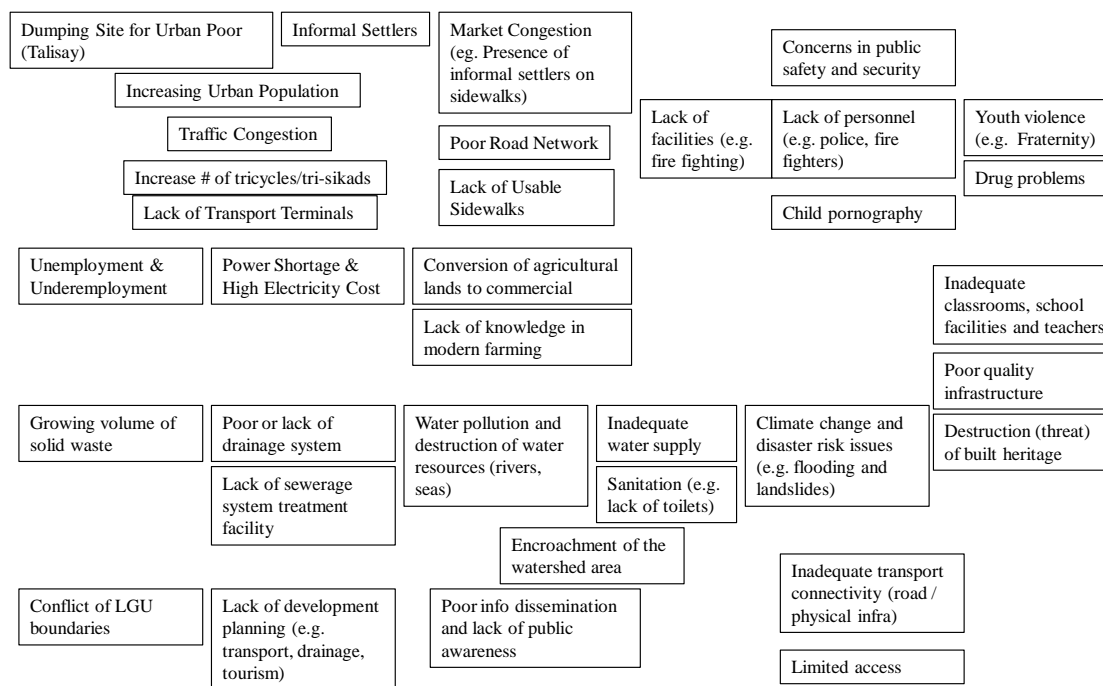 Dumping Site for Urban Poor
(Talisay)
Informal Settlers
Market Congestion
(eg. Presence of
informal settlers on
sidewalks)
Concerns in public
safety and security
Increasing Urban Population
Traffic Congestion
Poor Road Network
Lack of
facilities (e.g.
fire fighting)
Lack of personnel
(e.g. police, fire
fighters)
Youth violence
(e.g. Fraternity)
Increase # of tricycles/tri-sikads
Lack of Transport Terminals
Lack of Usable
Sidewalks
Drug problems
Child pornography
Unemployment &
Underemployment
Power Shortage &
High Electricity Cost
Conversion of agricultural
lands to commercial
Lack of knowledge in
modern farming
Inadequate
classrooms, school
facilities and teachers
Poor quality
infrastructure
Destruction (threat)
of built heritage
Growing volume of
solid waste
Poor or lack of
drainage system
Lack of sewerage
system treatment
facility
Water pollution and
destruction of water
resources (rivers,
seas)
Inadequate
water supply
Sanitation (e.g.
lack of toilets)
Climate change and
disaster risk issues
(e.g. flooding and
landslides)
Encroachment of the
watershed area
Conflict of LGU
boundaries
Lack of development
planning (e.g.
transport, drainage,
tourism)
Poor info dissemination
and lack of public
awareness
Inadequate transport
connectivity (road /
physical infra)
Limited access